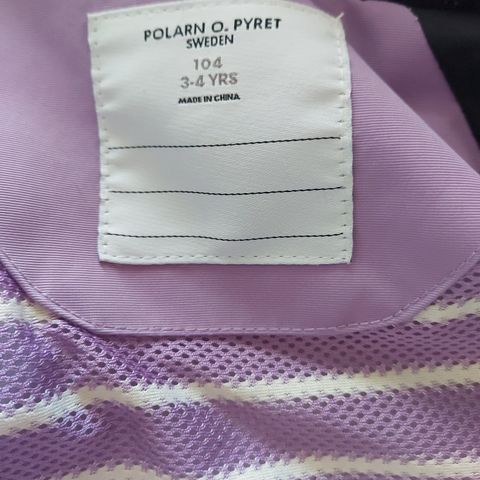 POLARN O. PYRET
SWEDEN
104
3-4 YRS
MADE IN CHINA